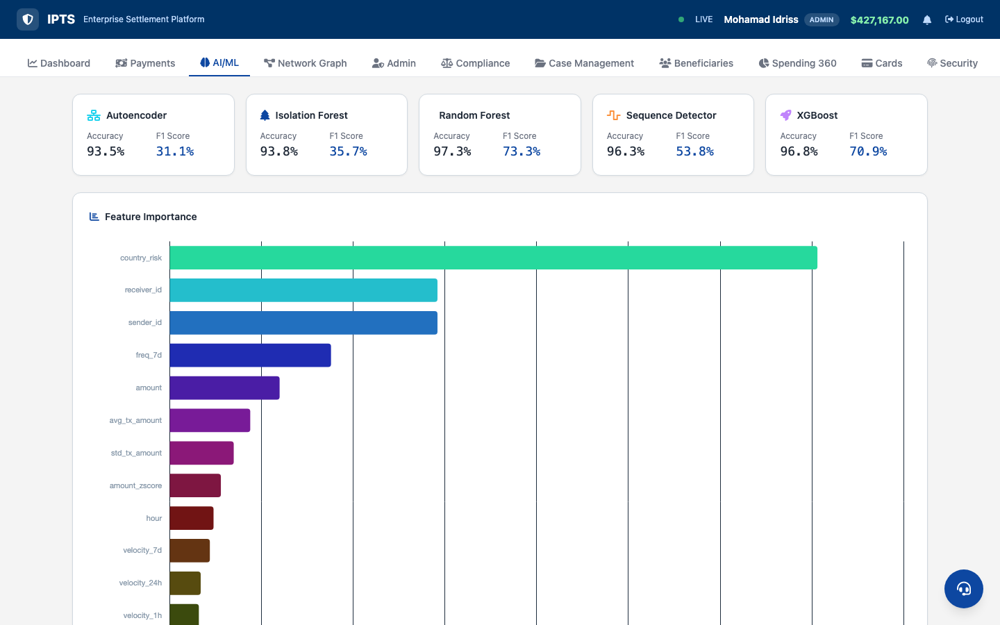 IPTS Enterprise Settlement Platform
LIVE Mohamad Idriss ADMIN $427,167.00 Logout
Dashboard Payments AI/ML Network Graph Admin Compliance Case Management Beneficiaries Spending 360 Cards Security
Autoencoder
Accuracy F1 Score
93.5% 31.1%
Isolation Forest
Accuracy F1 Score
93.8% 35.7%
Random Forest
Accuracy F1 Score
97.3% 73.3%
Sequence Detector
Accuracy F1 Score
96.3% 53.8%
XGBoost
Accuracy F1 Score
96.8% 70.9%
Feature Importance
country_risk
receiver_id
sender_id
freq_7d
amount
avg_tx_amount
std_tx_amount
amount_zscore
hour
velocity_7d
velocity_24h
velocity_1h